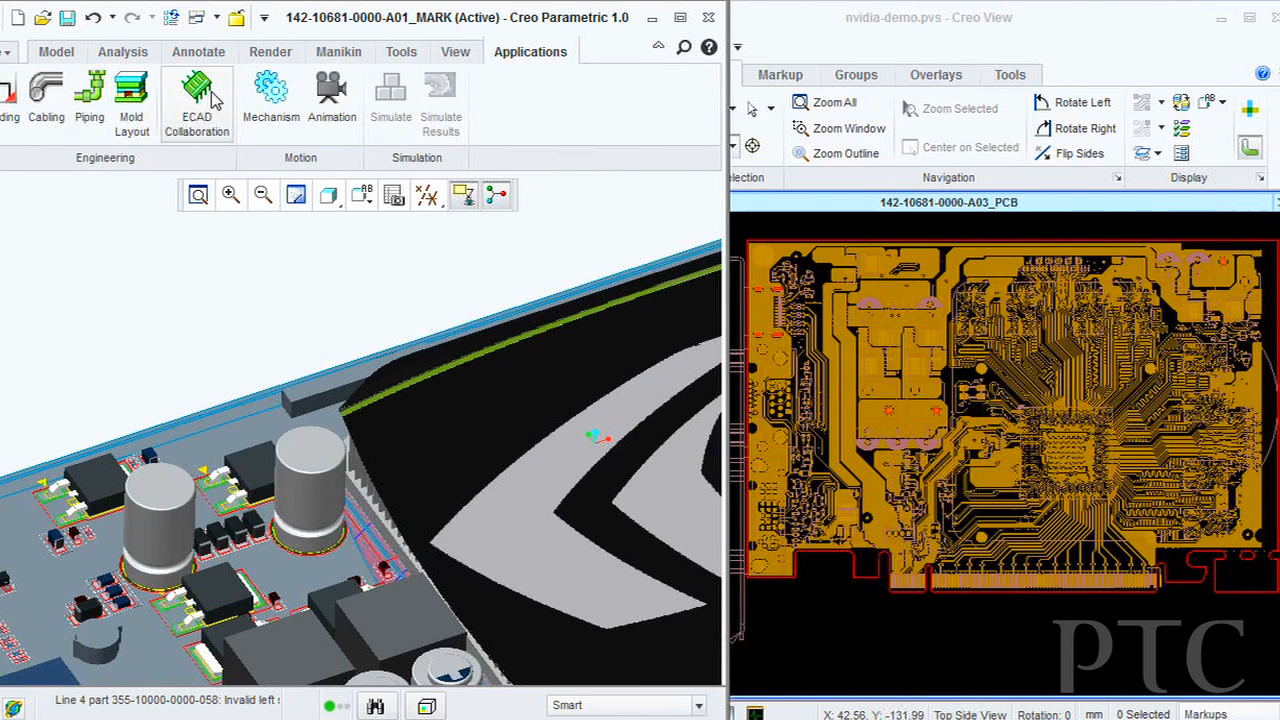 142-10681-0000-A01_MARK (Active) - Creo Parametric 1.0
Model Analysis Annotate Render Manikin Tools View Applications
Cabling Piping Mold Layout ECAD Collaboration Mechanism Animation Simulate Simulate Results
Engineering Motion Simulation
AB
Line 4 part 355-10000-0000-058: Invalid left
Smart
nvidia-demo.pvs - Creo View
Markup Groups Overlays Tools
Zoom All
Zoom Window
Zoom Outline
Zoom Selected
Center on Selected
Rotate Left
Rotate Right
Flip Sides
AB
Navigation Display
142-10681-0000-A03_PCB
PTC
X: 42.56, Y: -131.99 Top Side View Rotation: 0 mm 0 Selected Markups